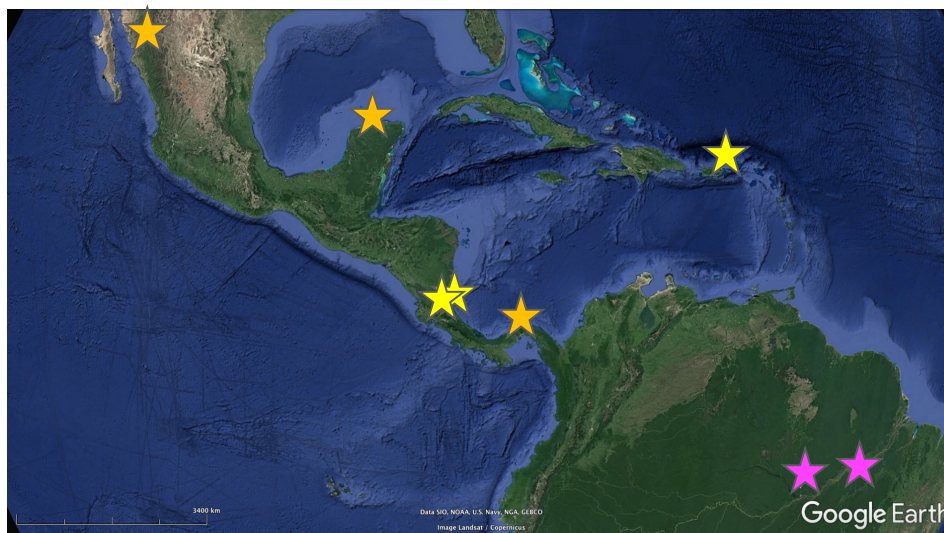 3400 km
Data SIO, NOAA, U.S. Navy, NGA, GEBCO
Image Landsat / Copernicus
Google Earth